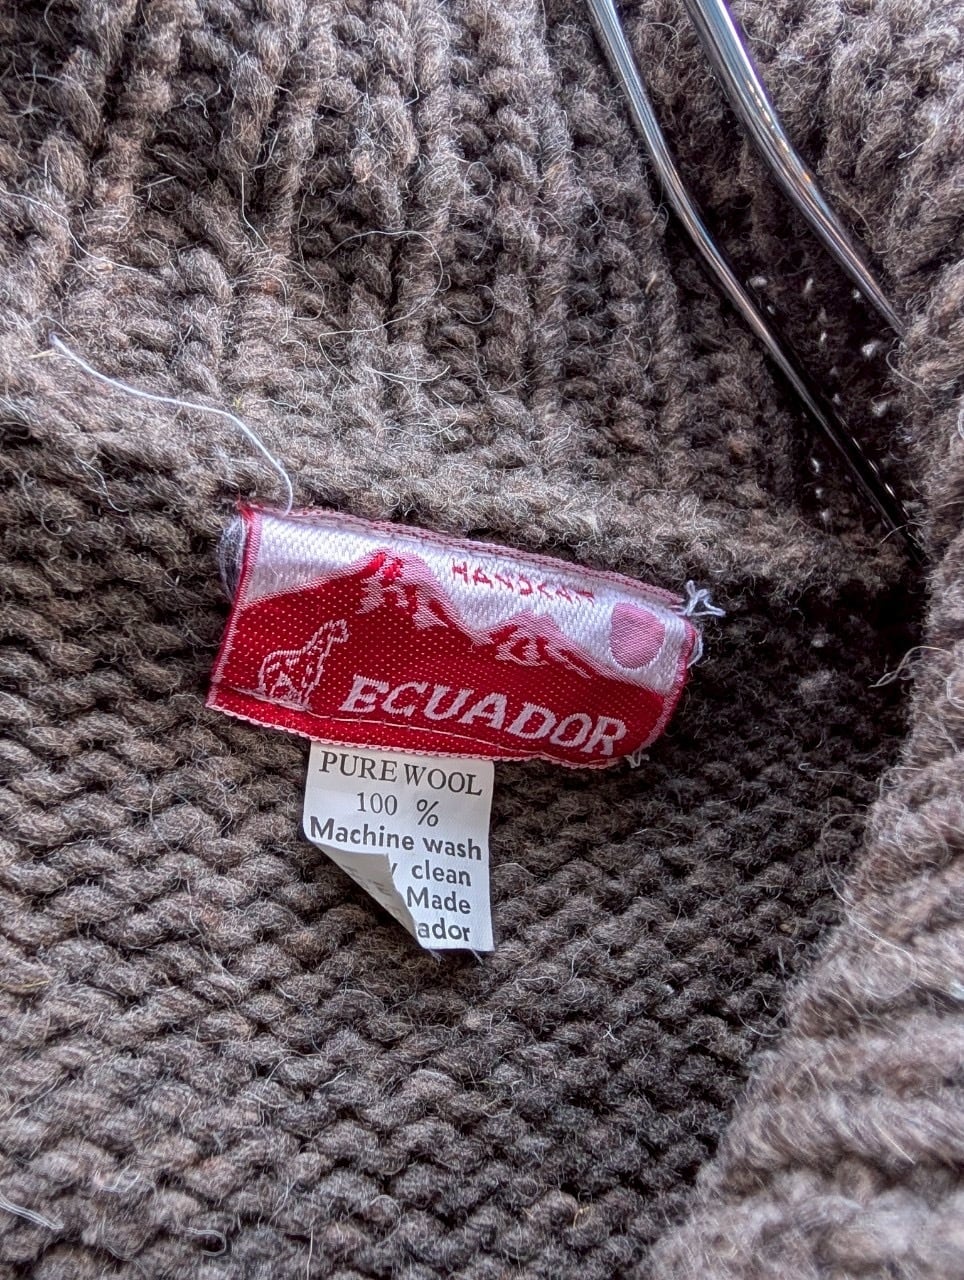 ECUADOR
PURE WOOL
100 %
Machine wash
clean
Made
ador